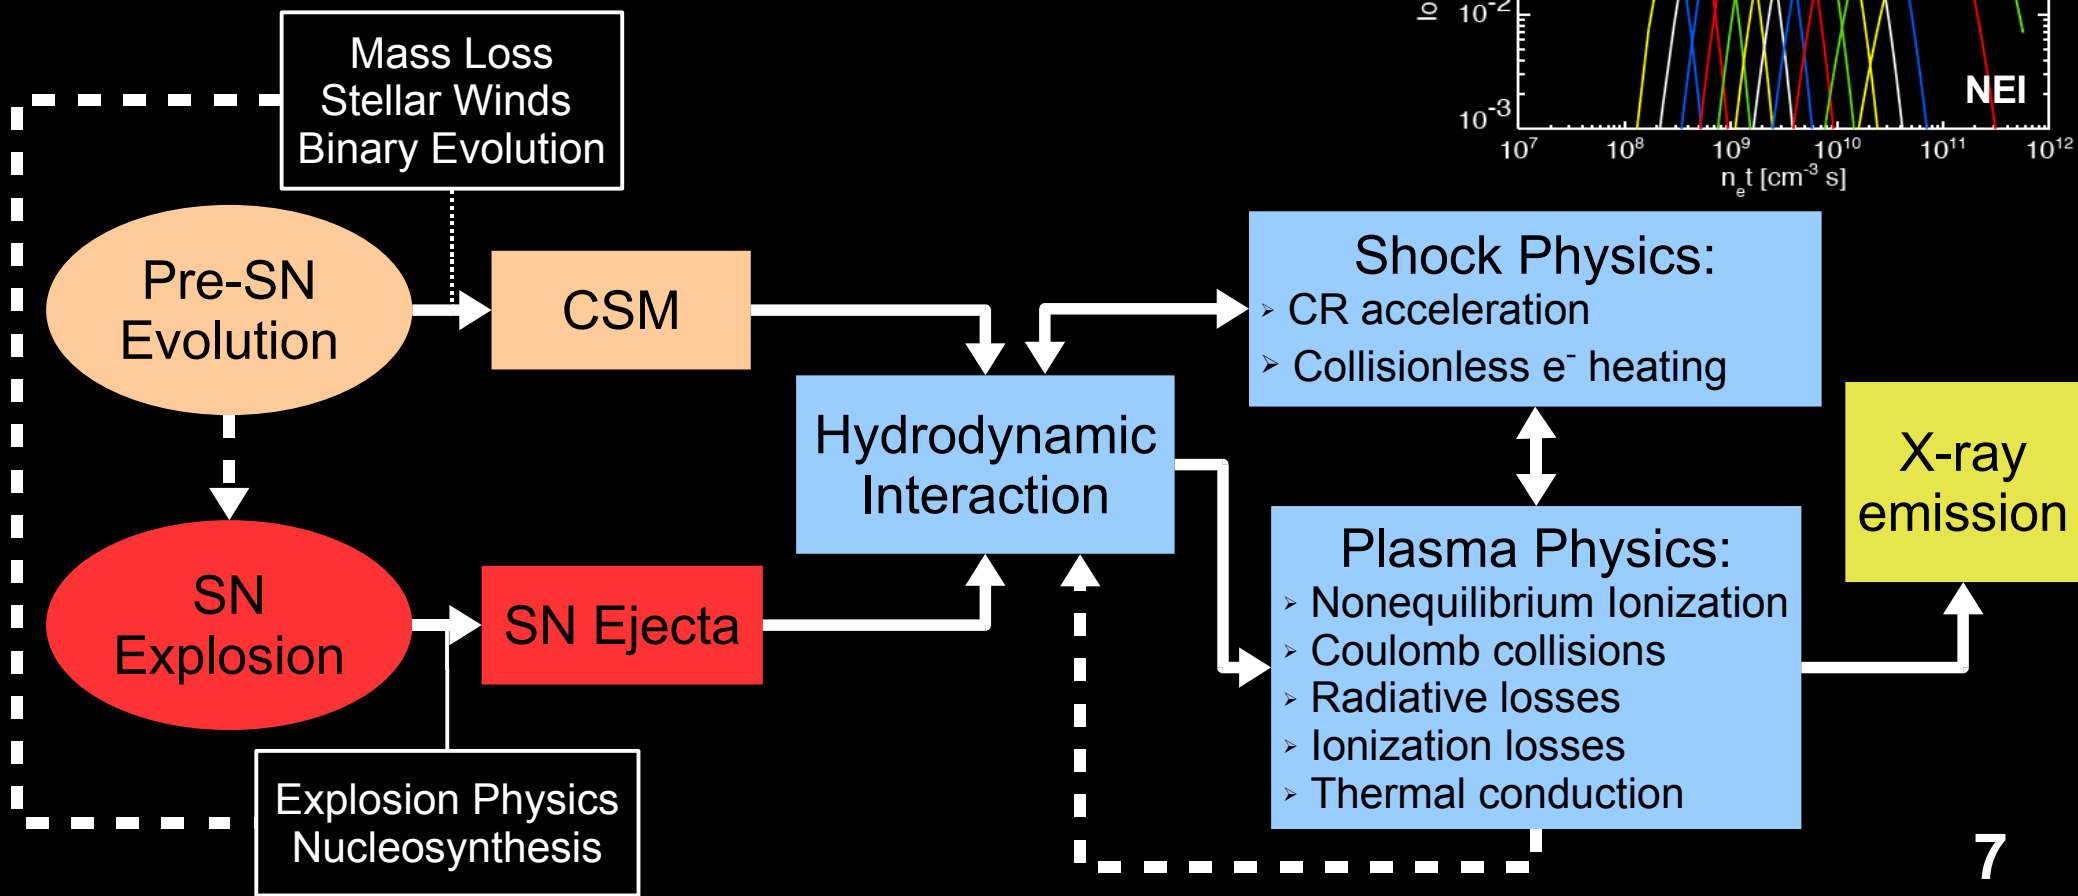 Mass Loss
Stellar Winds
Binary Evolution
10⁻²
10⁻³
NEI
10⁷ 10⁸ 10⁹ 10¹⁰ 10¹¹ 10¹²
nₑt [cm⁻³ s]
Pre-SN
Evolution
CSM
Shock Physics:
➢ CR acceleration
➢ Collisionless e⁻ heating
Hydrodynamic
Interaction
X-ray
emission
SN
Explosion
SN Ejecta
Plasma Physics:
➢ Nonequilibrium Ionization
➢ Coulomb collisions
➢ Radiative losses
➢ Ionization losses
➢ Thermal conduction
Explosion Physics
Nucleosynthesis
7